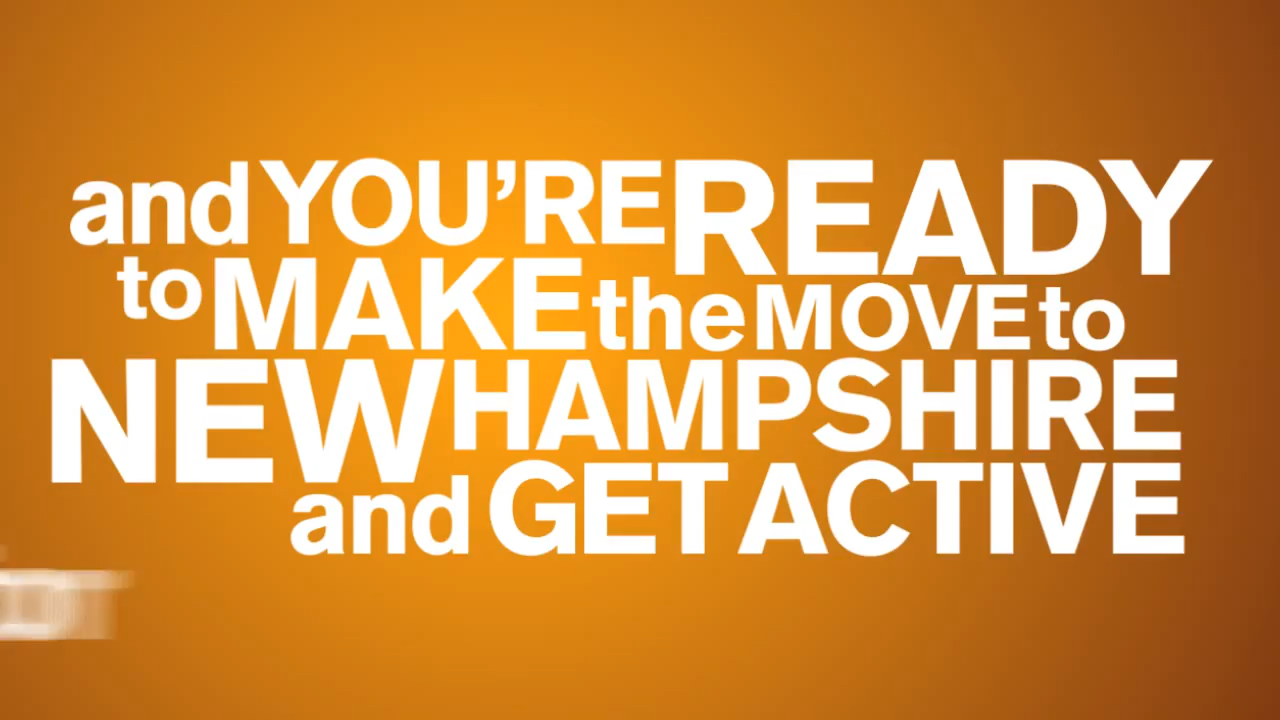 and YOU'RE READY
to MAKE the MOVE to
NEW HAMPSHIRE
and GET ACTIVE